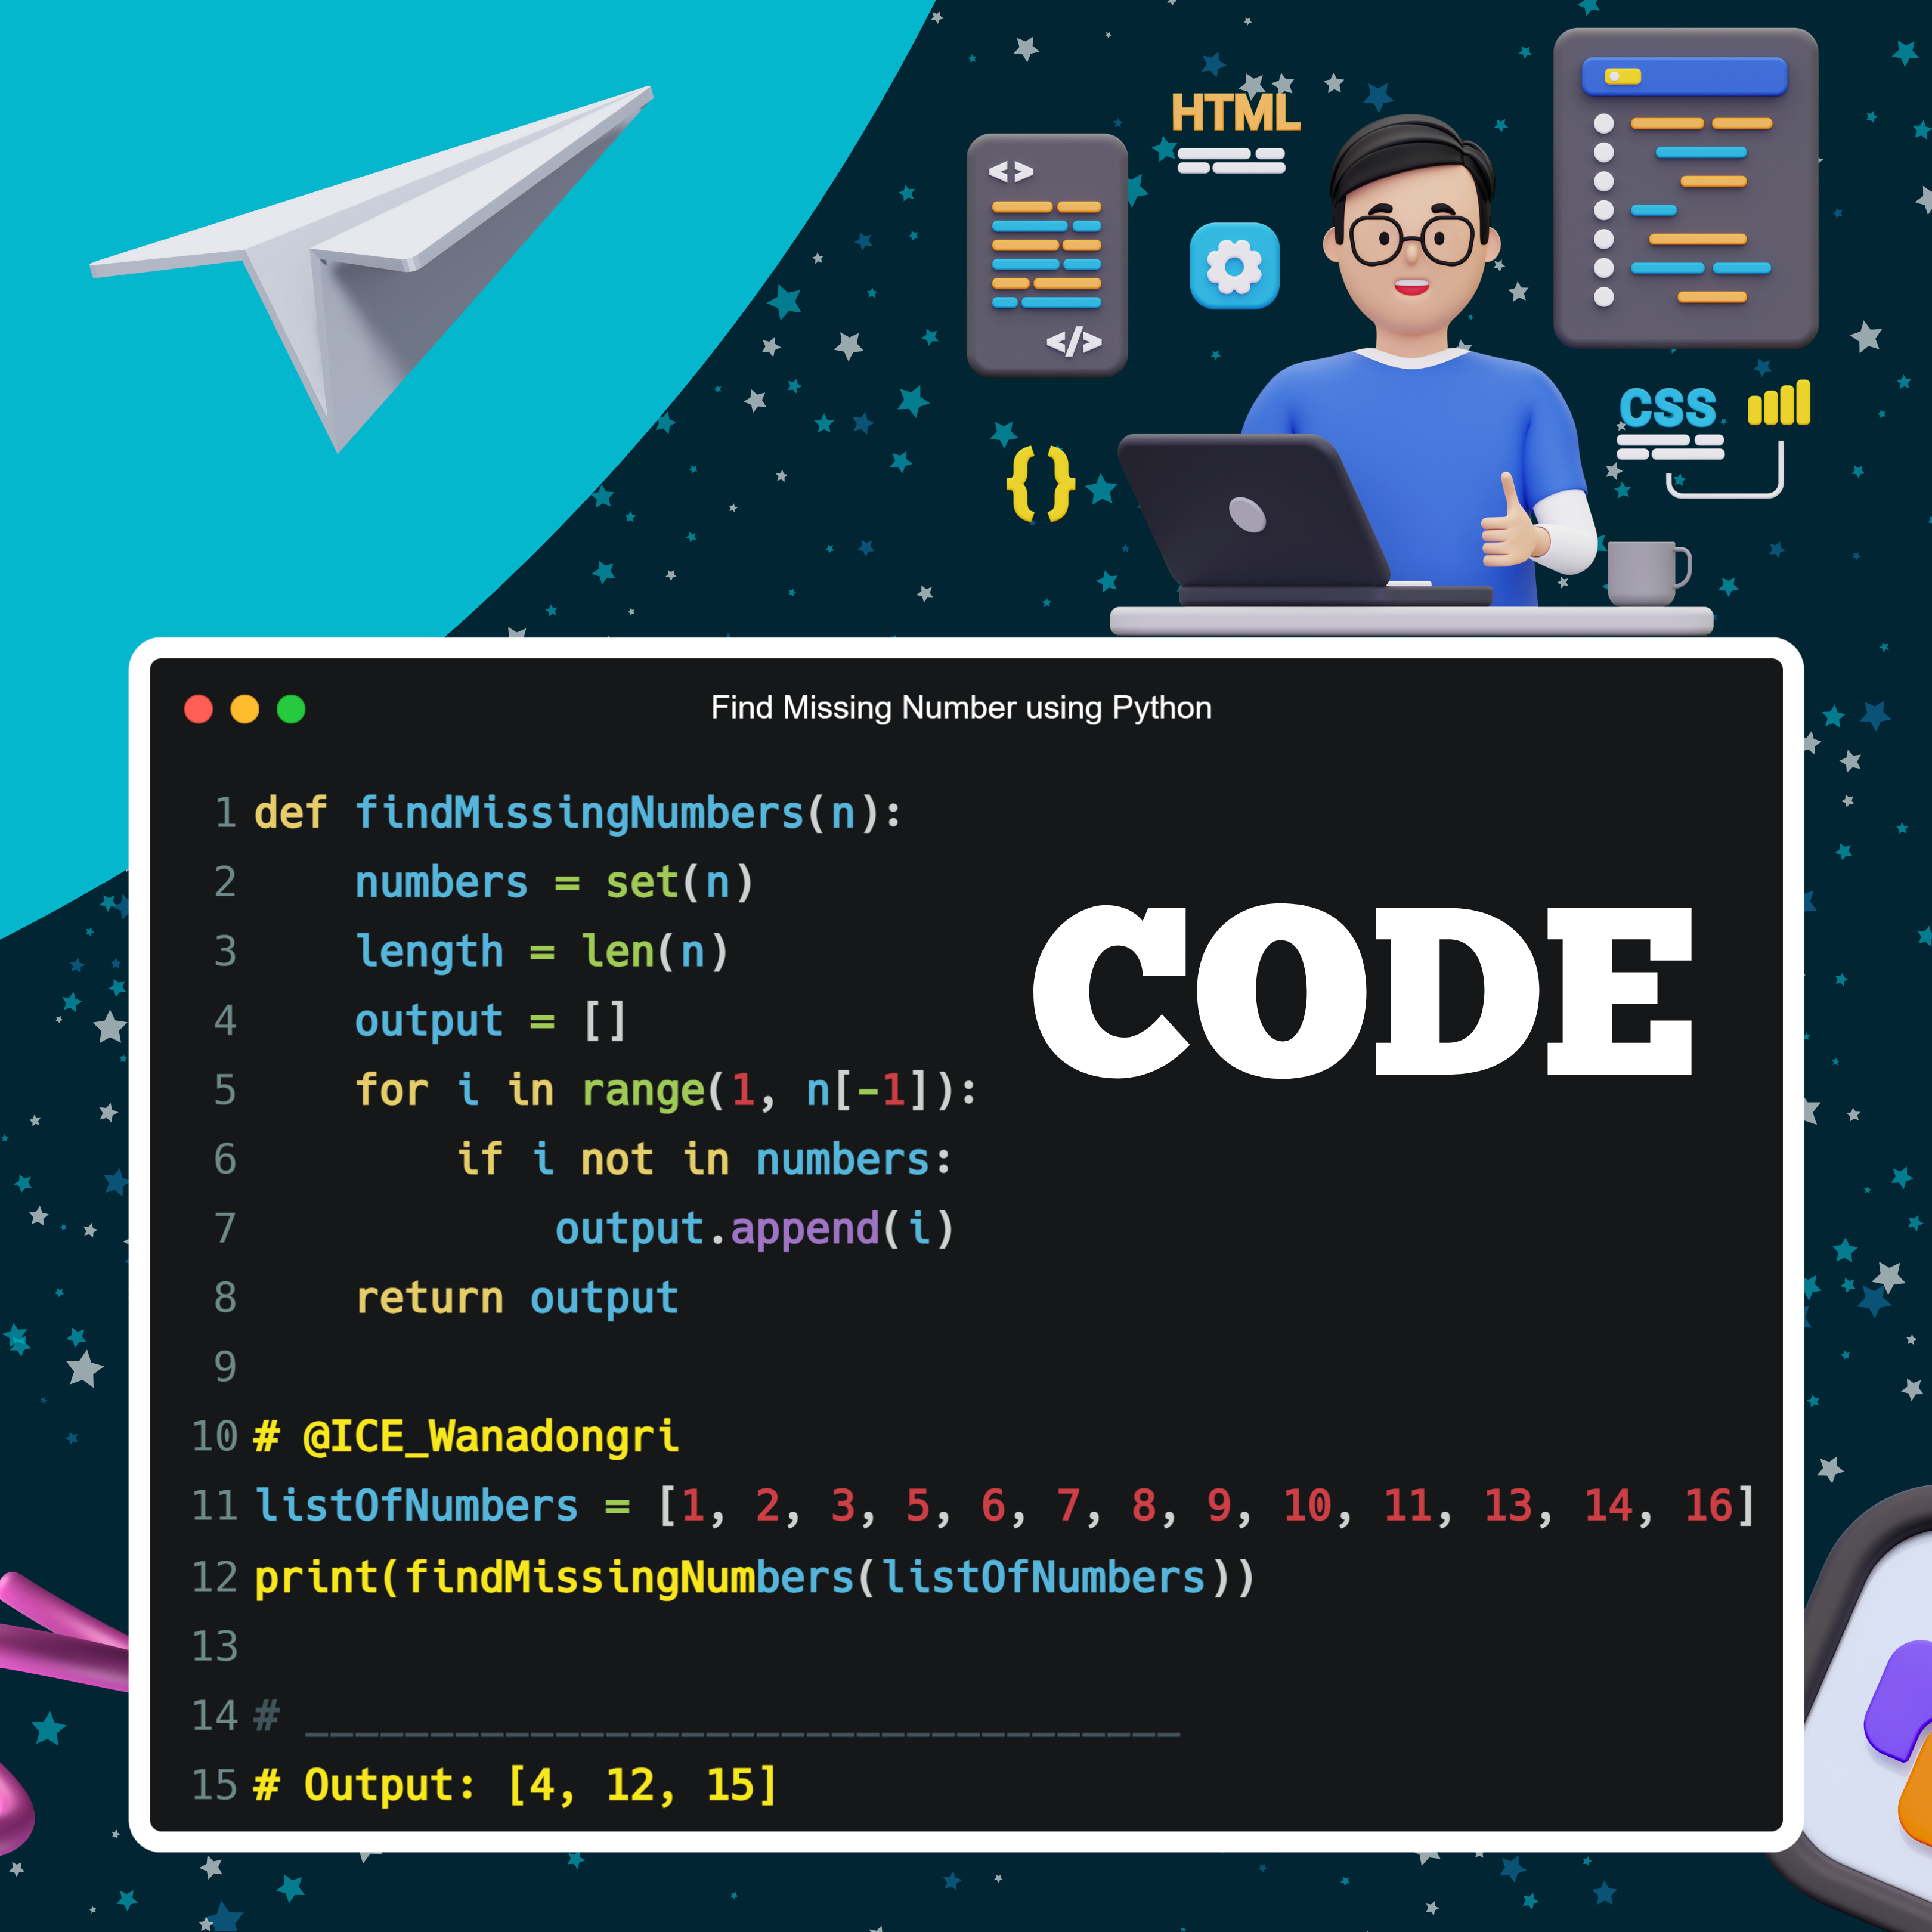 HTML
< >
</>
{ }
CSS
Find Missing Number using Python
CODE
1 def findMissingNumbers(n):
2     numbers = set(n)
3     length = len(n)
4     output = []
5     for i in range(1, n[-1]):
6         if i not in numbers:
7             output.append(i)
8     return output
9
10 # @ICE_Wanadongri
11 listOfNumbers = [1, 2, 3, 5, 6, 7, 8, 9, 10, 11, 13, 14, 16]
12 print(findMissingNumbers(listOfNumbers))
13
14 # ___________________________________
15 # Output: [4, 12, 15]